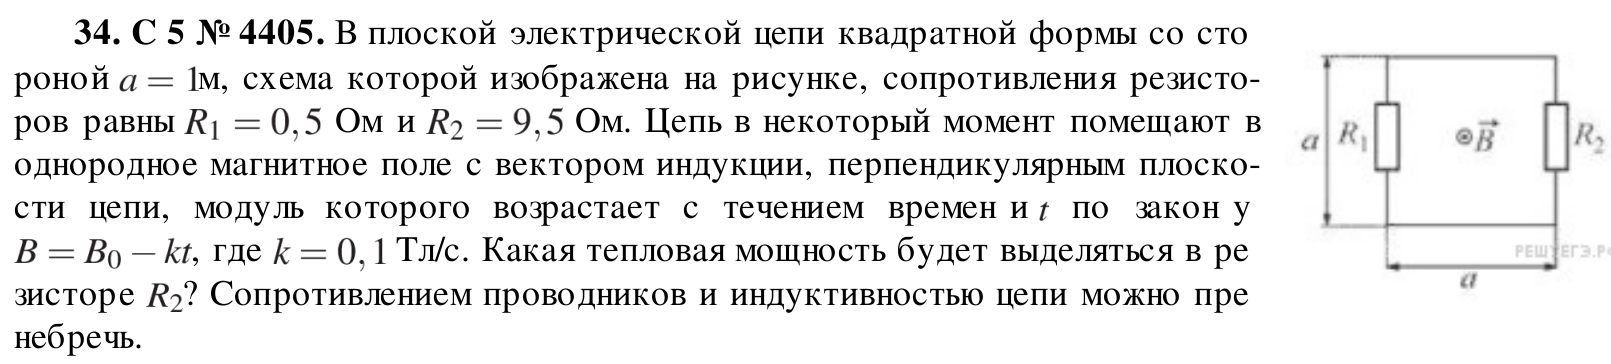 34. С 5 № 4405. В плоской электрической цепи квадратной формы со сто
роной a = 1м, схема которой изображена на рисунке, сопротивления резисто-
ров равны R₁ = 0,5 Ом и R₂ = 9,5 Ом. Цепь в некоторый момент помещают в
однородное магнитное поле с вектором индукции, перпендикулярным плоско-
сти цепи, модуль которого возрастает с течением времен и t по закон у
B = B₀ − kt, где k = 0,1 Тл/с. Какая тепловая мощность будет выделяться в ре
зисторе R₂? Сопротивлением проводников и индуктивностью цепи можно пре
небречь.
a
R₁
B⃗
R₂
РЕШУЕГЭ.РФ
a